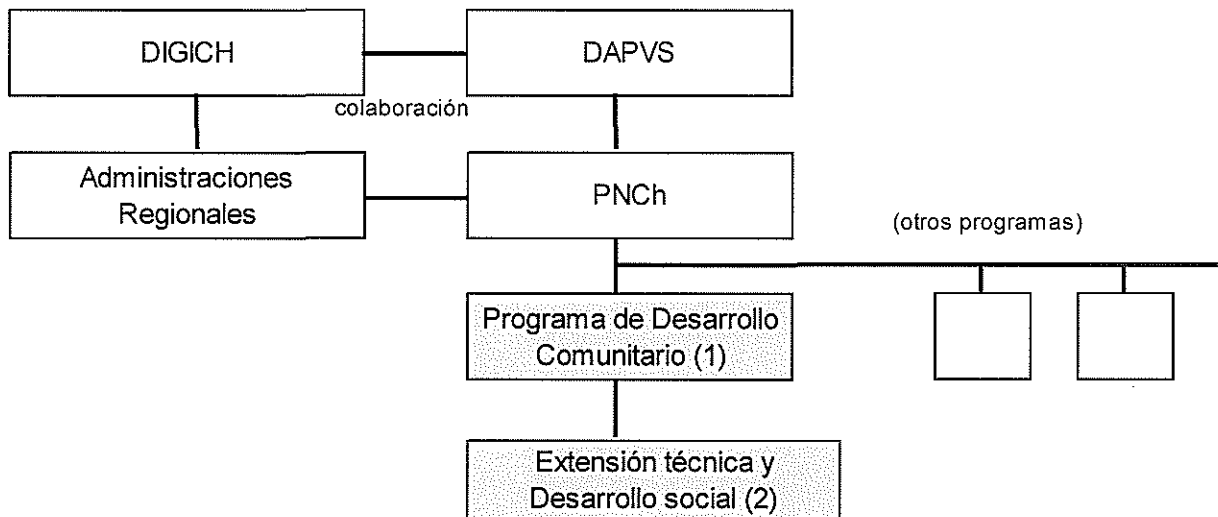 DIGICH
DAPVS
colaboración
Administraciones
Regionales
PNCh
(otros programas)
Programa de Desarrollo
Comunitario (1)
Extensión técnica y
Desarrollo social (2)